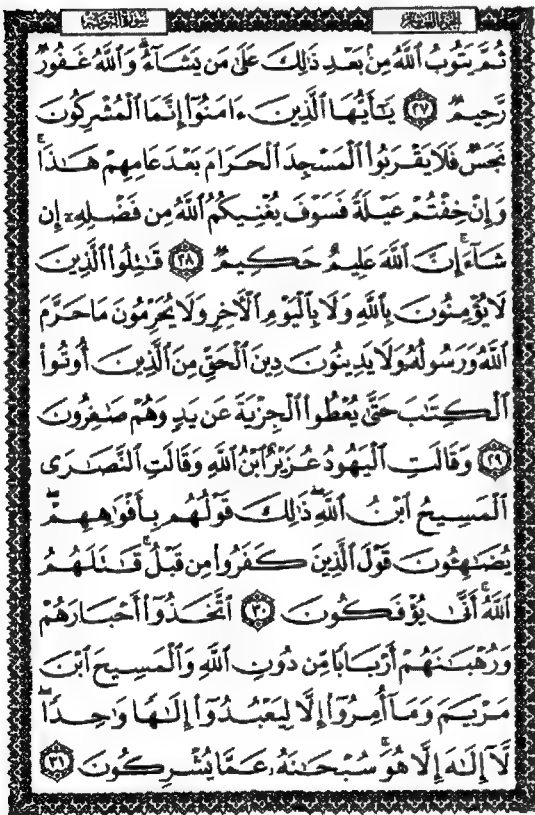 الجزء العاشر سورة التوبة
ثُمَّ يَتُوبُ ٱللَّهُ مِنۢ بَعْدِ ذَٰلِكَ عَلَىٰ مَن يَشَآءُ ۗ وَٱللَّهُ غَفُورٌ
رَّحِيمٌ ٢٧ يَٰٓأَيُّهَا ٱلَّذِينَ ءَامَنُوٓا۟ إِنَّمَا ٱلْمُشْرِكُونَ
نَجَسٌ فَلَا يَقْرَبُوا۟ ٱلْمَسْجِدَ ٱلْحَرَامَ بَعْدَ عَامِهِمْ هَٰذَا ۚ
وَإِنْ خِفْتُمْ عَيْلَةً فَسَوْفَ يُغْنِيكُمُ ٱللَّهُ مِن فَضْلِهِۦٓ إِن
شَآءَ ۚ إِنَّ ٱللَّهَ عَلِيمٌ حَكِيمٌ ٢٨ قَٰتِلُوا۟ ٱلَّذِينَ
لَا يُؤْمِنُونَ بِٱللَّهِ وَلَا بِٱلْيَوْمِ ٱلْءَاخِرِ وَلَا يُحَرِّمُونَ مَا حَرَّمَ
ٱللَّهُ وَرَسُولُهُۥ وَلَا يَدِينُونَ دِينَ ٱلْحَقِّ مِنَ ٱلَّذِينَ أُوتُوا۟
ٱلْكِتَٰبَ حَتَّىٰ يُعْطُوا۟ ٱلْجِزْيَةَ عَن يَدٍ وَهُمْ صَٰغِرُونَ
٢٩ وَقَالَتِ ٱلْيَهُودُ عُزَيْرٌ ٱبْنُ ٱللَّهِ وَقَالَتِ ٱلنَّصَٰرَى
ٱلْمَسِيحُ ٱبْنُ ٱللَّهِ ۖ ذَٰلِكَ قَوْلُهُم بِأَفْوَٰهِهِمْ ۖ
يُضَٰهِـُٔونَ قَوْلَ ٱلَّذِينَ كَفَرُوا۟ مِن قَبْلُ ۚ قَٰتَلَهُمُ
ٱللَّهُ ۚ أَنَّىٰ يُؤْفَكُونَ ٣٠ ٱتَّخَذُوٓا۟ أَحْبَارَهُمْ
وَرُهْبَٰنَهُمْ أَرْبَابًا مِّن دُونِ ٱللَّهِ وَٱلْمَسِيحَ ٱبْنَ
مَرْيَمَ وَمَآ أُمِرُوٓا۟ إِلَّا لِيَعْبُدُوٓا۟ إِلَٰهًا وَٰحِدًا ۖ
لَّآ إِلَٰهَ إِلَّا هُوَ ۚ سُبْحَٰنَهُۥ عَمَّا يُشْرِكُونَ ٣١